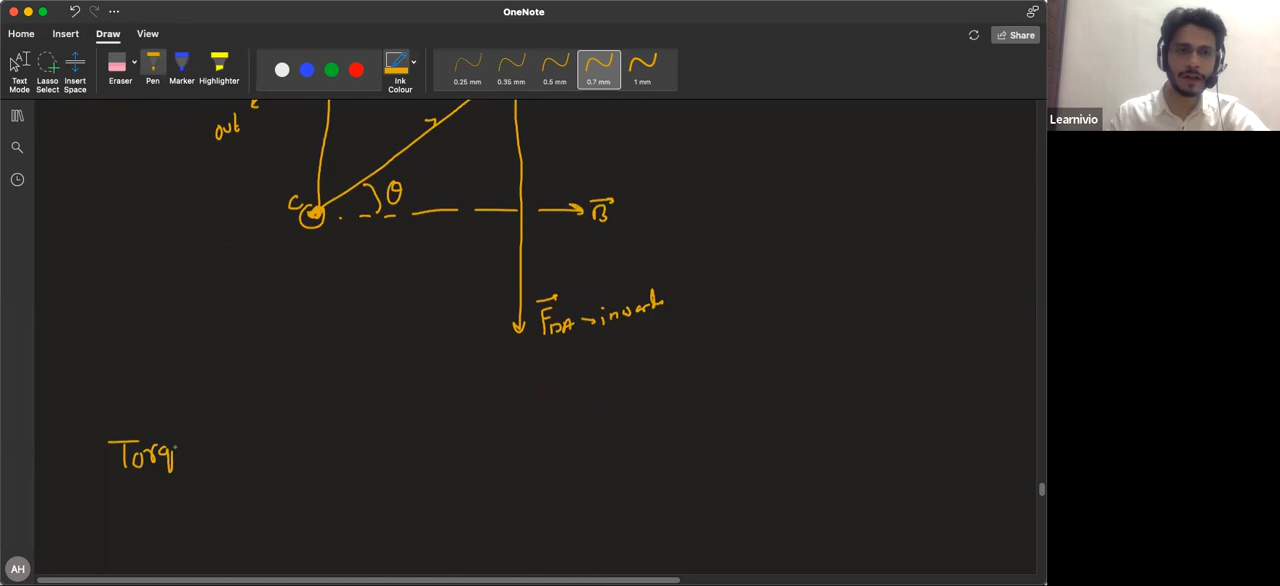 OneNote
Home Insert Draw View
Share
Text Mode
Lasso Select
Insert Space
Eraser
Pen
Marker
Highlighter
Ink Colour
0.25 mm
0.35 mm
0.5 mm
0.7 mm
1 mm
Learnivio
out
C
θ
B
F DA → inward
Torq
AH